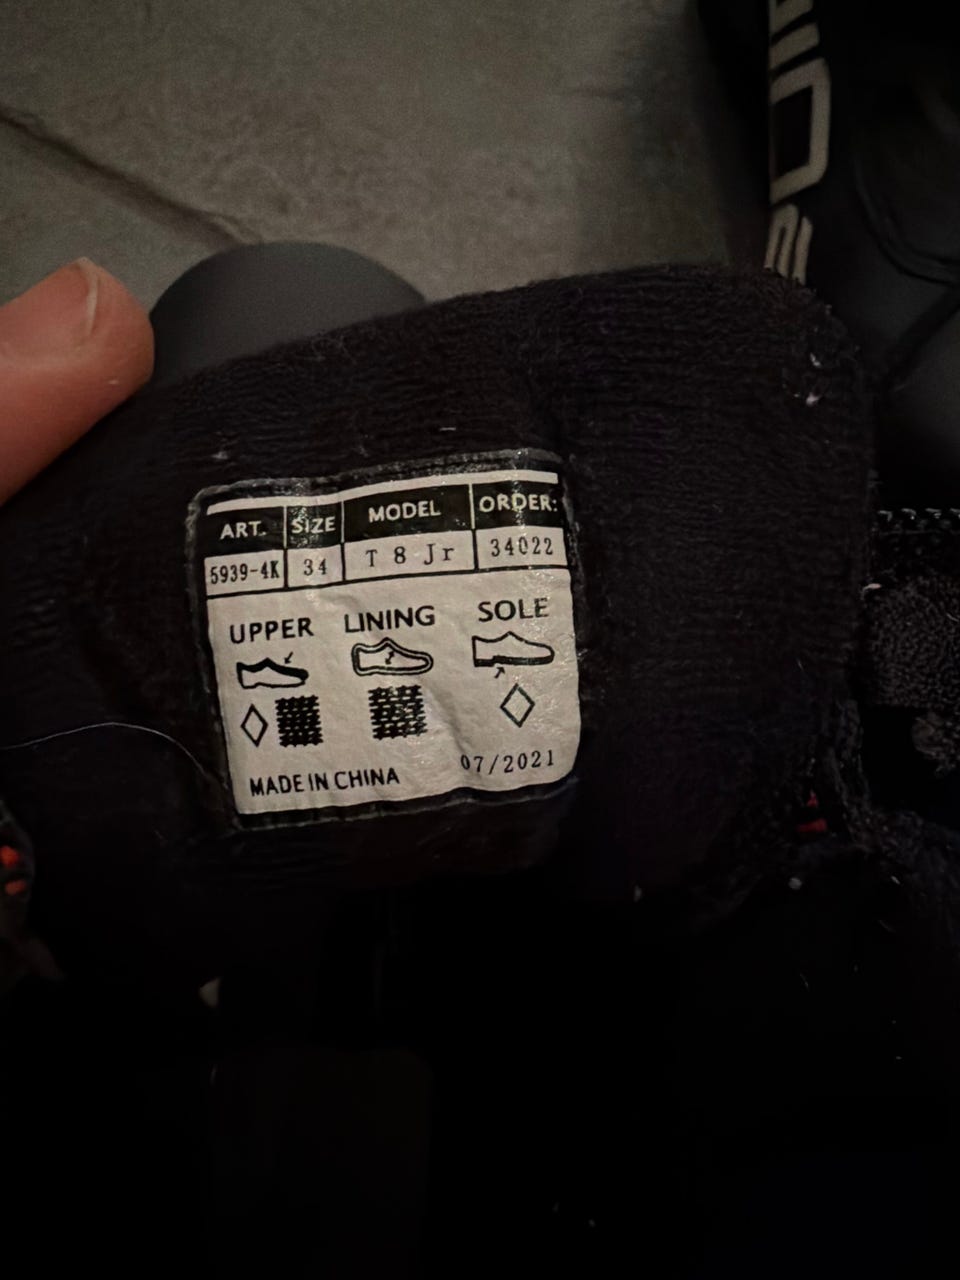 ART. SIZE MODEL ORDER:
5939-4K 34 T 8 Jr 34022
UPPER LINING SOLE
MADE IN CHINA 07/2021